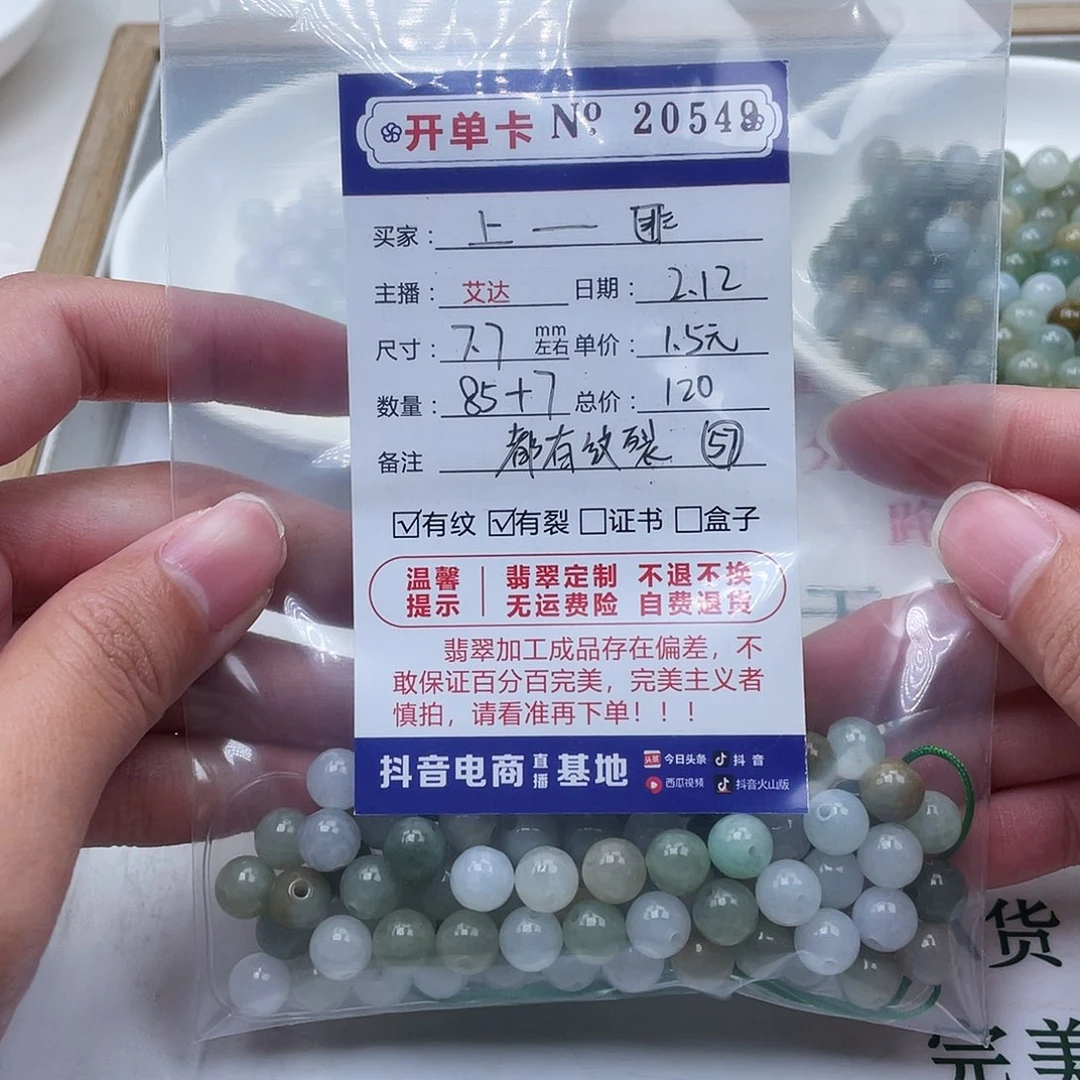 开单卡 Nº 20549
买家：上一
主播：艾达 日期：2.12
尺寸：7.7 mm左右 单价：1.5元
数量：85+7 总价：120
备注 都有纹裂 57
☑有纹 ☑有裂 □证书 □盒子
温馨提示 翡翠定制 不退不换
无运费险 自费退货
翡翠加工成品存在偏差，不
敢保证百分百完美，完美主义者
慎拍，请看准再下单！！！
抖音电商直播基地 头条 今日头条 抖音
西瓜视频 抖音火山版
货
完美